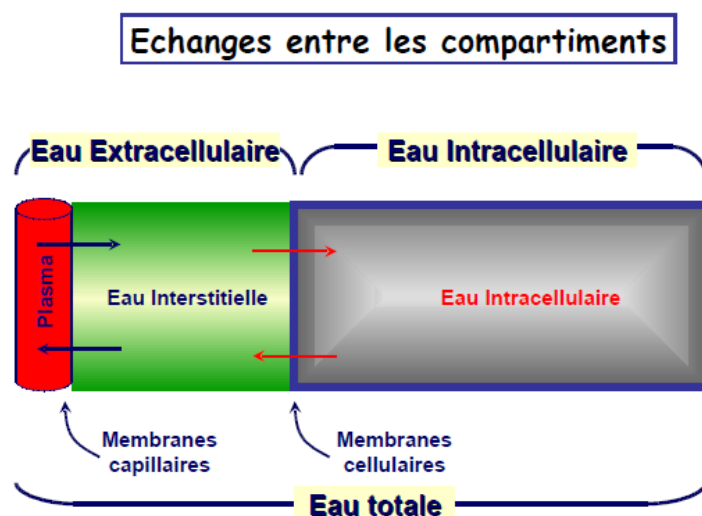 Echanges entre les compartiments
Eau Extracellulaire
Eau Intracellulaire
Plasma
Eau Interstitielle
Eau Intracellulaire
Membranes
capillaires
Membranes
cellulaires
Eau totale